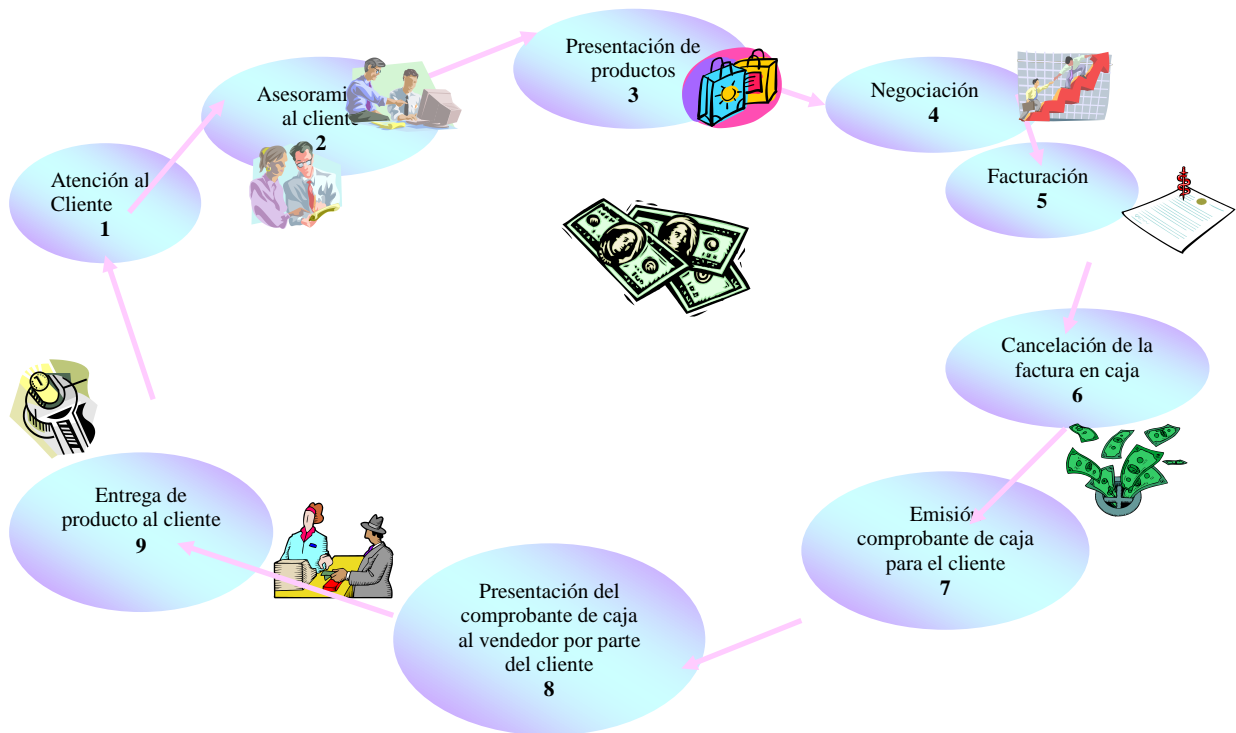 Atención al
Cliente
1
Asesorami
al cliente
2
Presentación de
productos
3
Negociación
4
Facturación
5
Cancelación de la
factura en caja
6
Emisión
comprobante de caja
para el cliente
7
Presentación del
comprobante de caja
al vendedor por parte
del cliente
8
Entrega de
producto al cliente
9